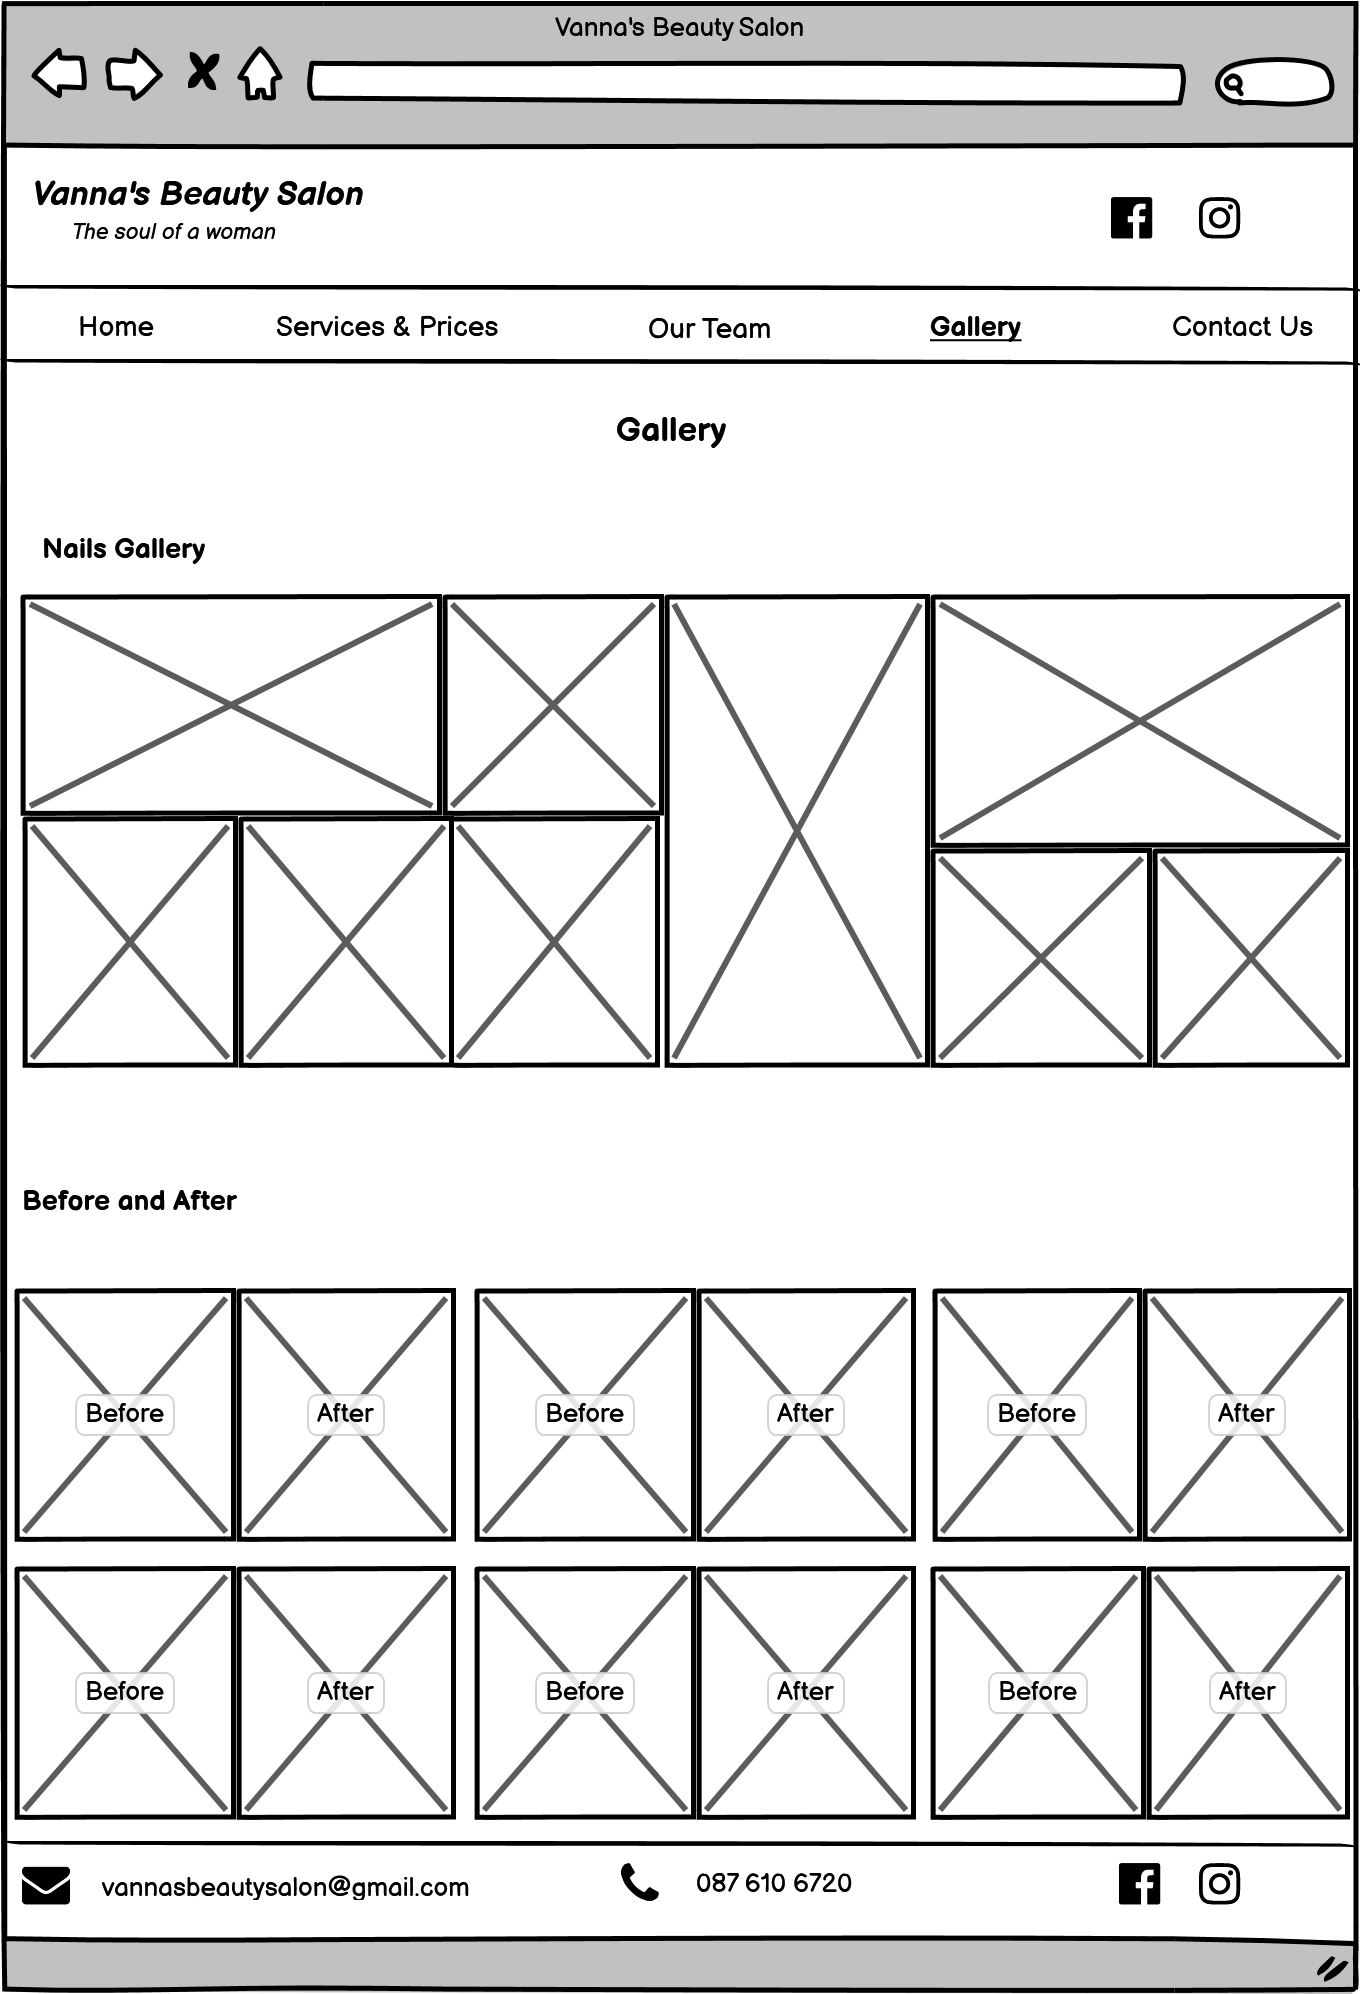 Vanna's Beauty Salon
Vanna's Beauty Salon
The soul of a woman
Home Services & Prices Our Team Gallery Contact Us
Gallery
Nails Gallery
Before and After
Before After Before After Before After
Before After Before After Before After
vannasbeautysalon@gmail.com 087 610 6720